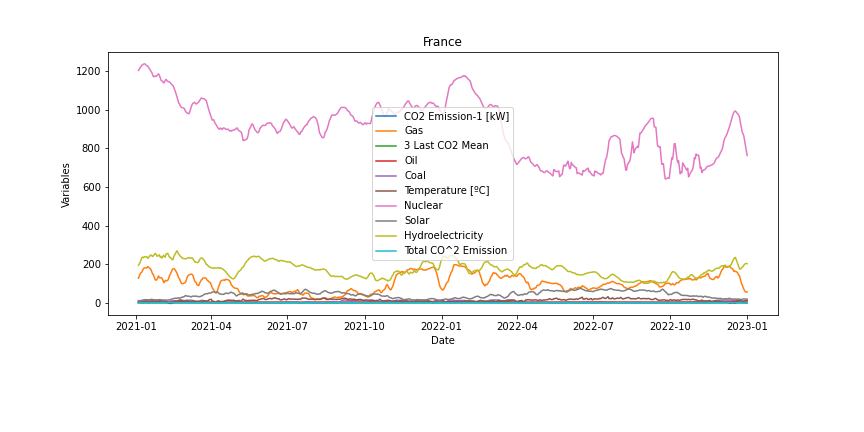 France
1200
1000
800
600
400
200
0
Variables
CO2 Emission-1 [kW]
Gas
3 Last CO2 Mean
Oil
Coal
Temperature [ºC]
Nuclear
Solar
Hydroelectricity
Total CO^2 Emission
2021-01 2021-04 2021-07 2021-10 2022-01 2022-04 2022-07 2022-10 2023-01
Date